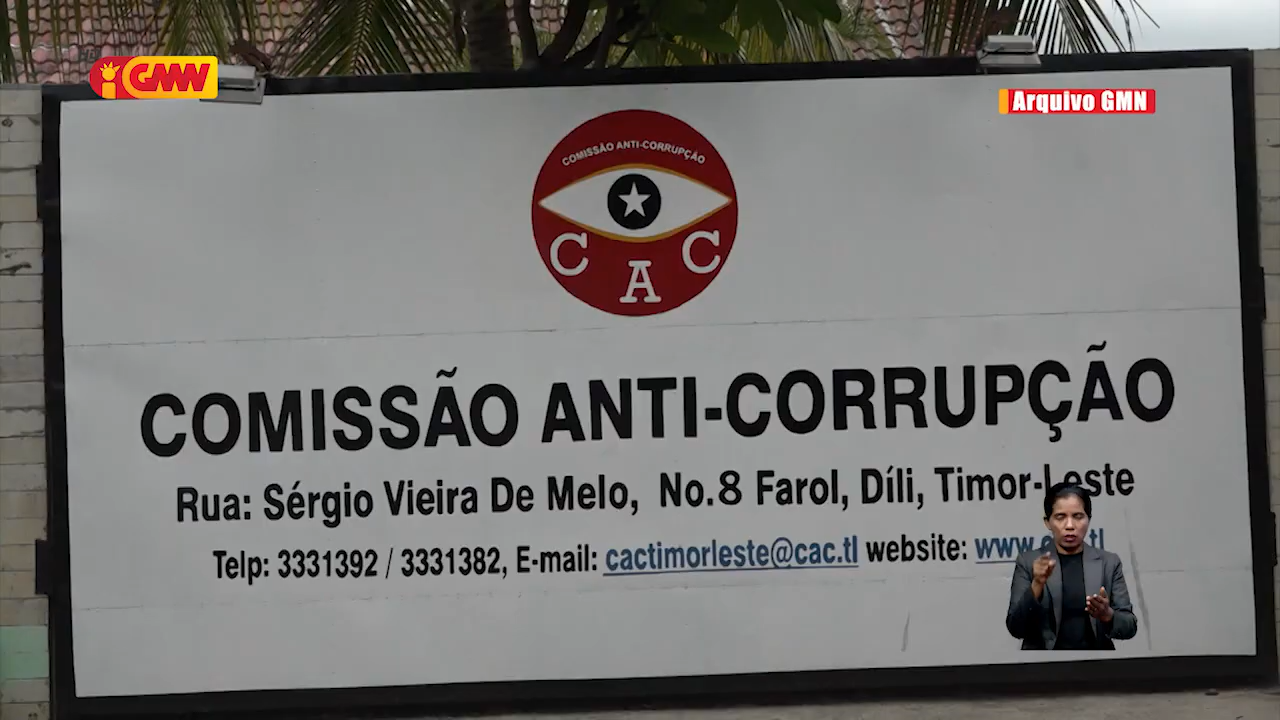 GMN
Arquivo GMN
COMISSÃO ANTI-CORRUPÇÃO
C A C
COMISSÃO ANTI-CORRUPÇÃO
Rua: Sérgio Vieira De Melo, No.8 Farol, Díli, Timor-Leste
Telp: 3331392 / 3331382, E-mail: cactimorleste@cac.tl website: